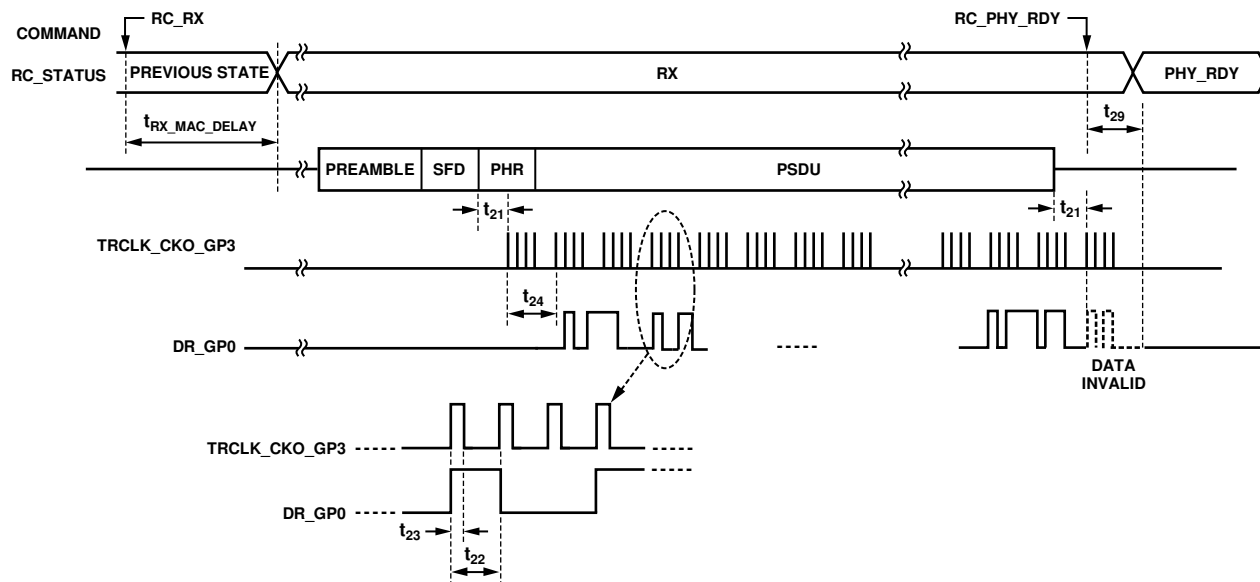 RC_RX
RC_PHY_RDY
COMMAND
RC_STATUS
PREVIOUS STATE
RX
PHY_RDY
tRX_MAC_DELAY
t29
PREAMBLE
SFD
PHR
PSDU
t21
t21
TRCLK_CKO_GP3
t24
DR_GP0
DATA
INVALID
TRCLK_CKO_GP3
DR_GP0
t23
t22